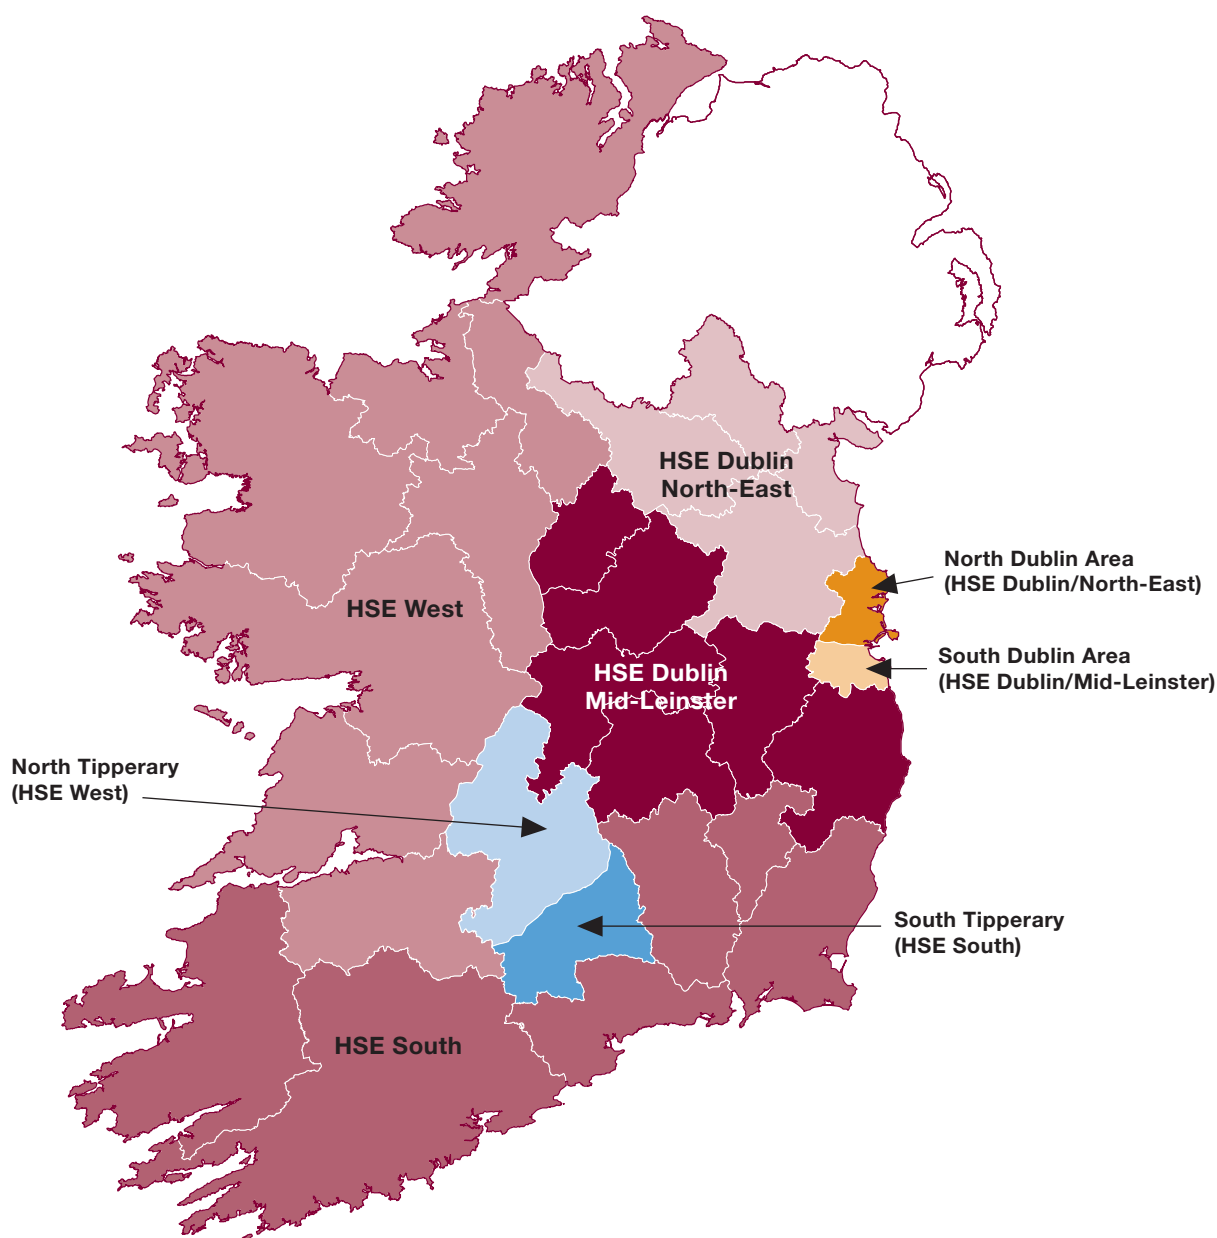 HSE Dublin
North-East
North Dublin Area
(HSE Dublin/North-East)
HSE West
South Dublin Area
(HSE Dublin/Mid-Leinster)
HSE Dublin
Mid-Leinster
North Tipperary
(HSE West)
South Tipperary
(HSE South)
HSE South